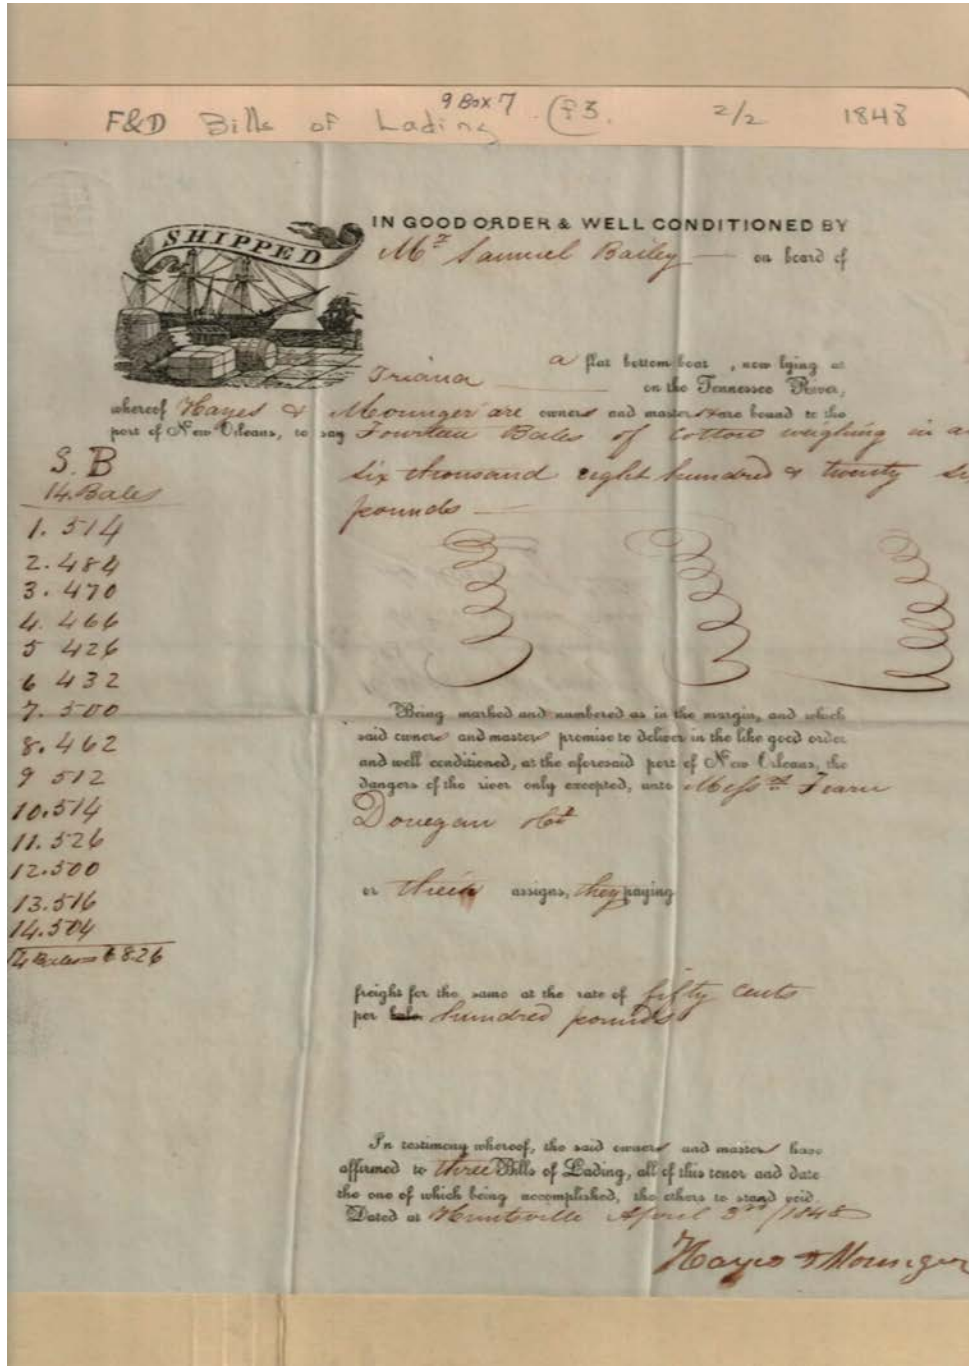 9 Box 7
F&D Bills of Lading (f3. 2/2 1848
SHIPPED
IN GOOD ORDER & WELL CONDITIONED BY
Mr Samuel Bailey on board of
a flat bottom boat, now lying at
Triana on the Tennessee River,
whereof Hayes & Mounger are owners and masters are bound to the
port of New Orleans, to say Fourteen Bales of Cotton weighing in a
six thousand eight hundred & twenty si
pounds
S. B
14. Bales
1. 514
2. 484
3. 470
4. 466
5 426
6 432
7. 500
8. 462
9 512
10. 514
11. 526
12. 500
13. 516
14. 504
14 Bales = 6826
Being marked and numbered as in the margin, and which
said owners and masters promise to deliver in the like good order
and well conditioned, at the aforesaid port of New Orleans, the
dangers of the river only excepted, unto Messrs Fearn
Donegan & Co
or their assigns, they paying
freight for the same at the rate of fifty cents
per bale hundred pounds
In testimony whereof, the said owners and masters have
affirmed to three Bills of Lading, all of this tenor and date
the one of which being accomplished, the others to stand void.
Dated at Huntsville April 3rd /1848
Hayes & Mounger